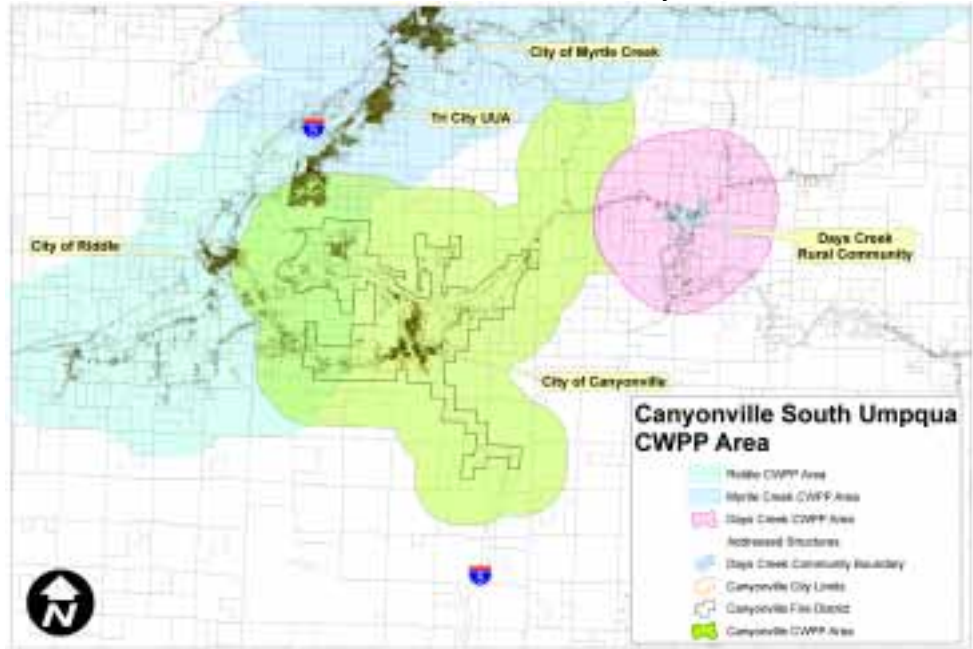 City of Myrtle Creek
Tri City UUA
5
City of Riddle
Days Creek
Rural Community
City of Canyonville
Canyonville South Umpqua
CWPP Area
Riddle CWPP Area
Myrtle Creek CWPP Area
Days Creek CWPP Area
Addressed Structures
Days Creek Community Boundary
Canyonville City Limits
Canyonville Fire District
Canyonville CWPP Area
5
N